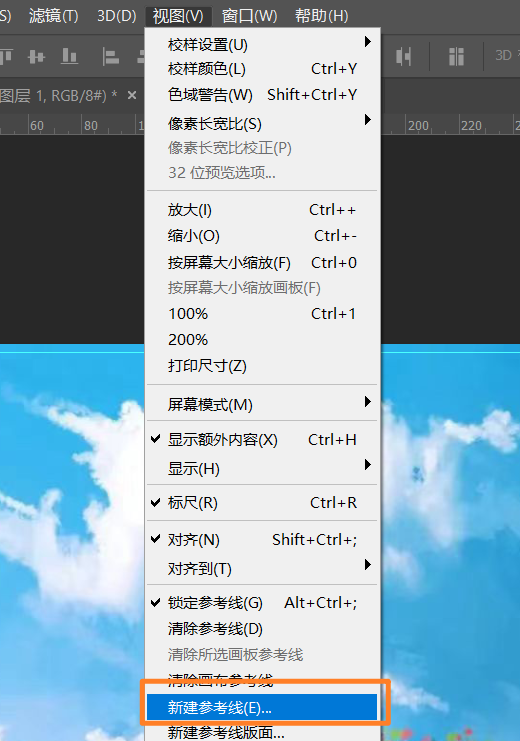 S) 滤镜(T) 3D(D) 视图(V) 窗口(W) 帮助(H)
校样设置(U)
校样颜色(L) Ctrl+Y
3D
色域警告(W) Shift+Ctrl+Y
图层 1, RGB/8#) * ×
像素长宽比(S)
60 80 1 200 220 2
像素长宽比校正(P)
32 位预览选项...
放大(I) Ctrl++
缩小(O) Ctrl+-
按屏幕大小缩放(F) Ctrl+0
按屏幕大小缩放画板(F)
100% Ctrl+1
200%
打印尺寸(Z)
屏幕模式(M)
显示额外内容(X) Ctrl+H
显示(H)
标尺(R) Ctrl+R
对齐(N) Shift+Ctrl+;
对齐到(T)
锁定参考线(G) Alt+Ctrl+;
清除参考线(D)
清除所选画板参考线
清除画布参考线
新建参考线(E)...
新建参考线版面...